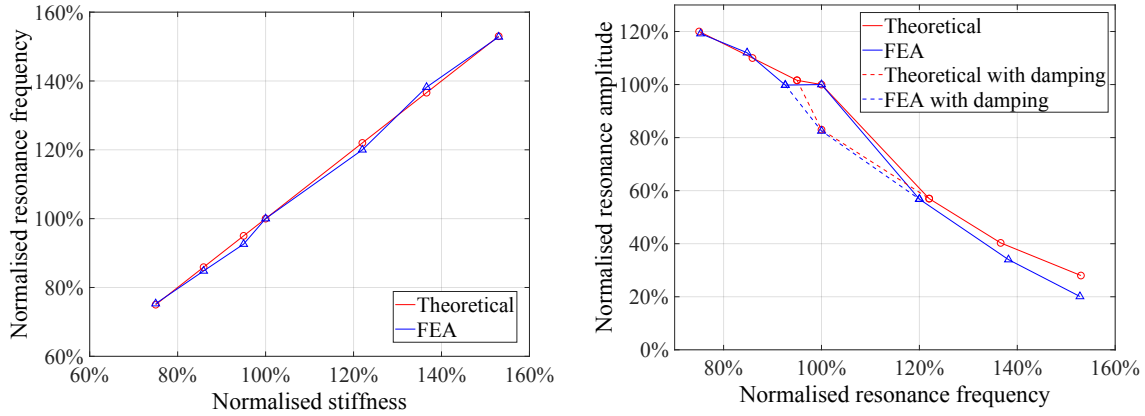 160%
140%
120%
100%
80%
60%
Normalised resonance frequency
60%
80%
100%
120%
140%
160%
Normalised stiffness
Theoretical
FEA
120%
100%
80%
60%
40%
20%
0%
Normalised resonance amplitude
80%
100%
120%
140%
160%
Normalised resonance frequency
Theoretical
FEA
Theoretical with damping
FEA with damping